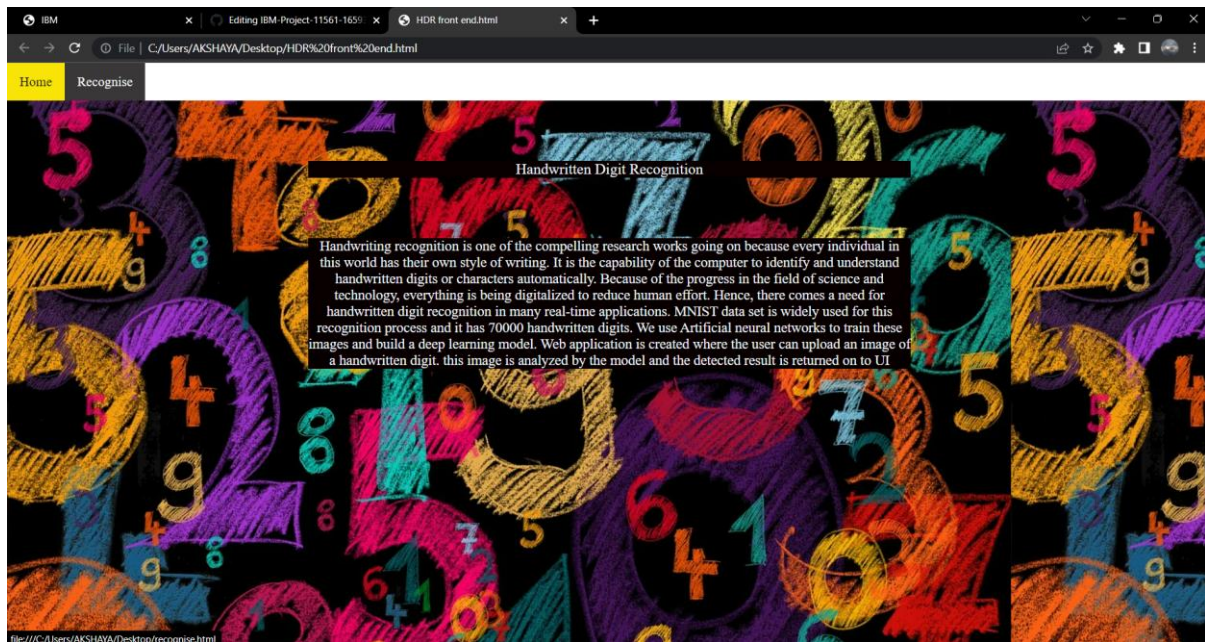 IBM
Editing IBM-Project-11561-1659
HDR front end.html
File | C:/Users/AKSHAYA/Desktop/HDR%20front%20end.html
Home
Recognise
Handwritten Digit Recognition
Handwriting recognition is one of the compelling research works going on because every individual in
this world has their own style of writing. It is the capability of the computer to identify and understand
handwritten digits or characters automatically. Because of the progress in the field of science and
technology, everything is being digitalized to reduce human effort. Hence, there comes a need for
handwritten digit recognition in many real-time applications. MNIST data set is widely used for this
recognition process and it has 70000 handwritten digits. We use Artificial neural networks to train these
images and build a deep learning model. Web application is created where the user can upload an image of
a handwritten digit. this image is analyzed by the model and the detected result is returned on to UI
file:///C:/Users/AKSHAYA/Desktop/recognise.html